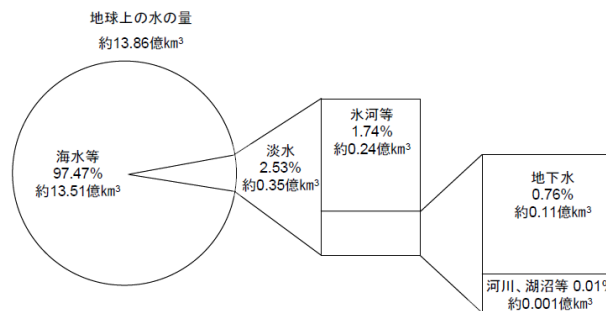 地球上の水の量
約13.86億km³
海水等
97.47%
約13.51億km³
淡水
2.53%
約0.35億km³
氷河等
1.74%
約0.24億km³
地下水
0.76%
約0.11億km³
河川、湖沼等 0.01%
約0.001億km³